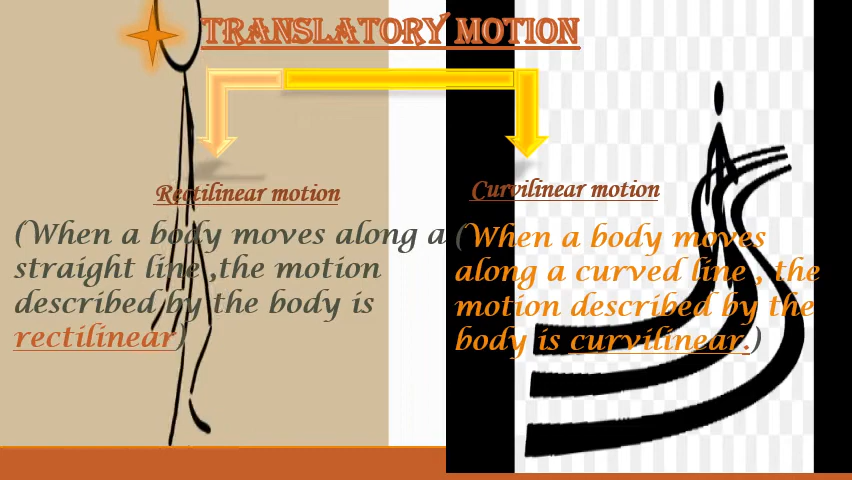 TRANSLATORY MOTION
Rectilinear motion
(When a body moves along a
straight line ,the motion
described by the body is
rectilinear)
Curvilinear motion
(When a body moves
along a curved line , the
motion described by the
body is curvilinear.)